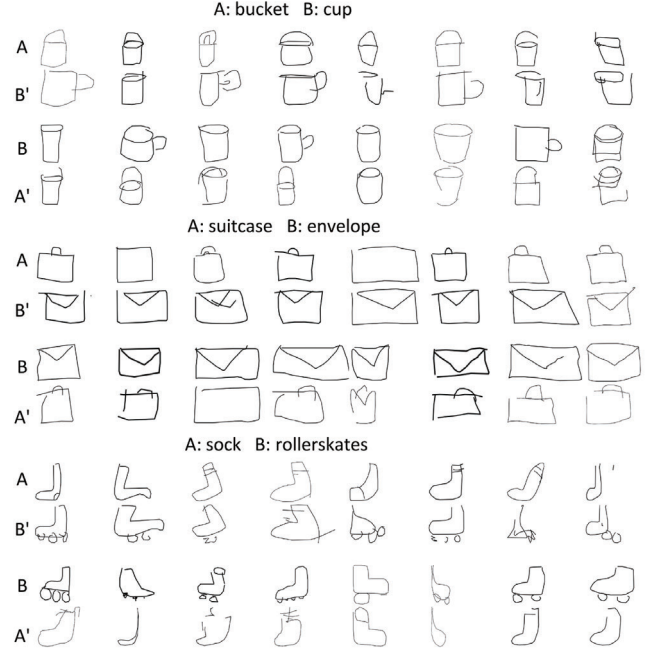 A: bucket B: cup
A
B'
B
A'
A: suitcase B: envelope
A
B'
B
A'
A: sock B: rollerskates
A
B'
B
A'